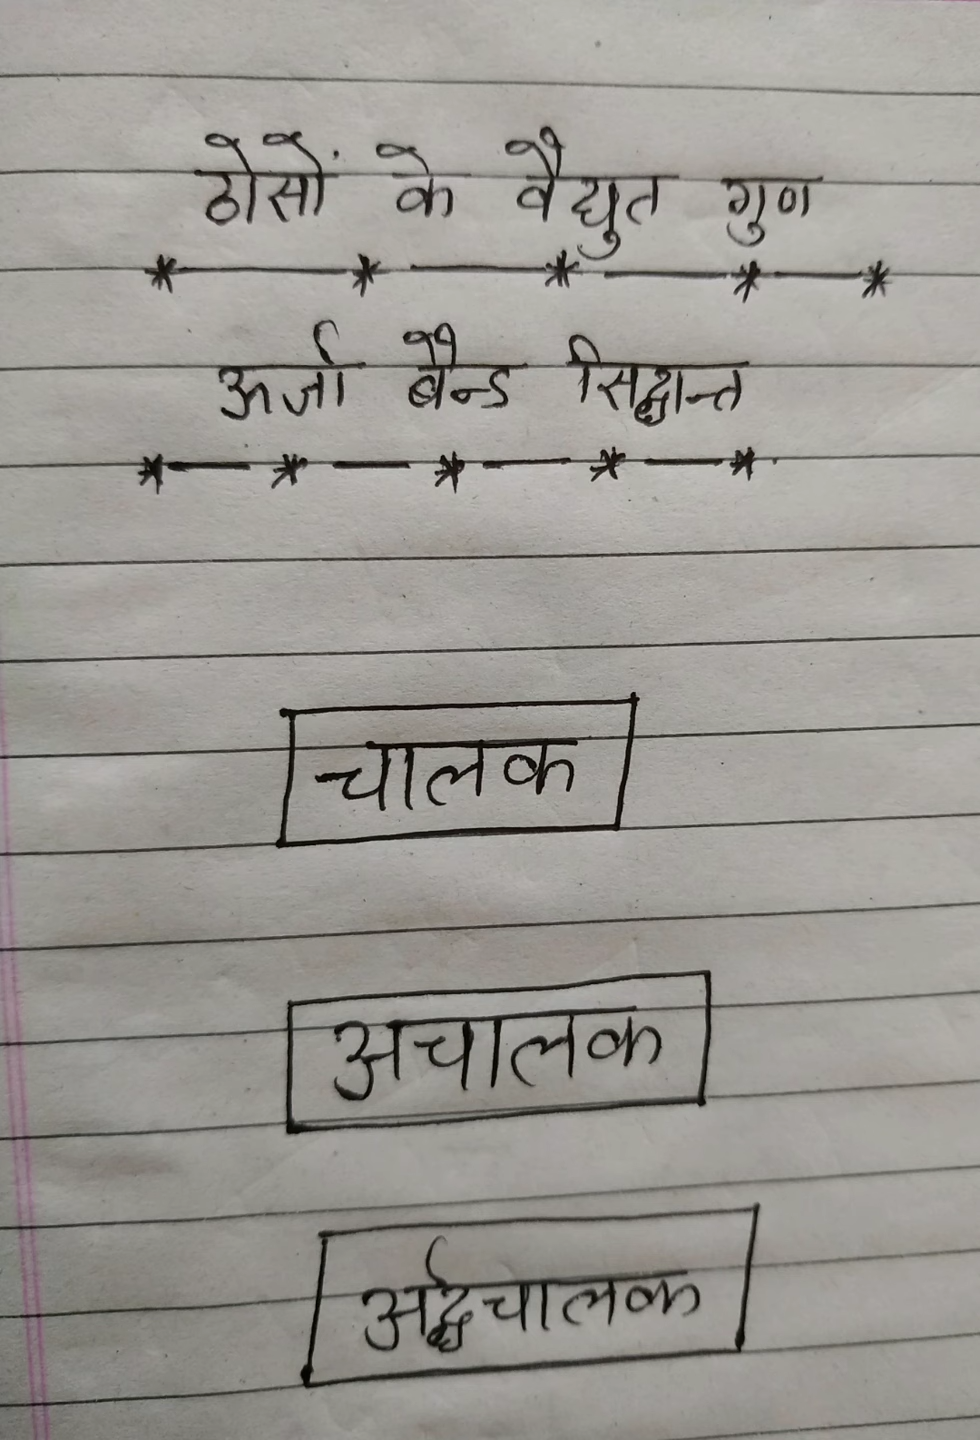 ठोसों के वैद्युत गुण
*—*—*—*—*
ऊर्जा बैन्ड सिद्धान्त
*—*—*—*—*
चालक
अचालक
अर्द्धचालक